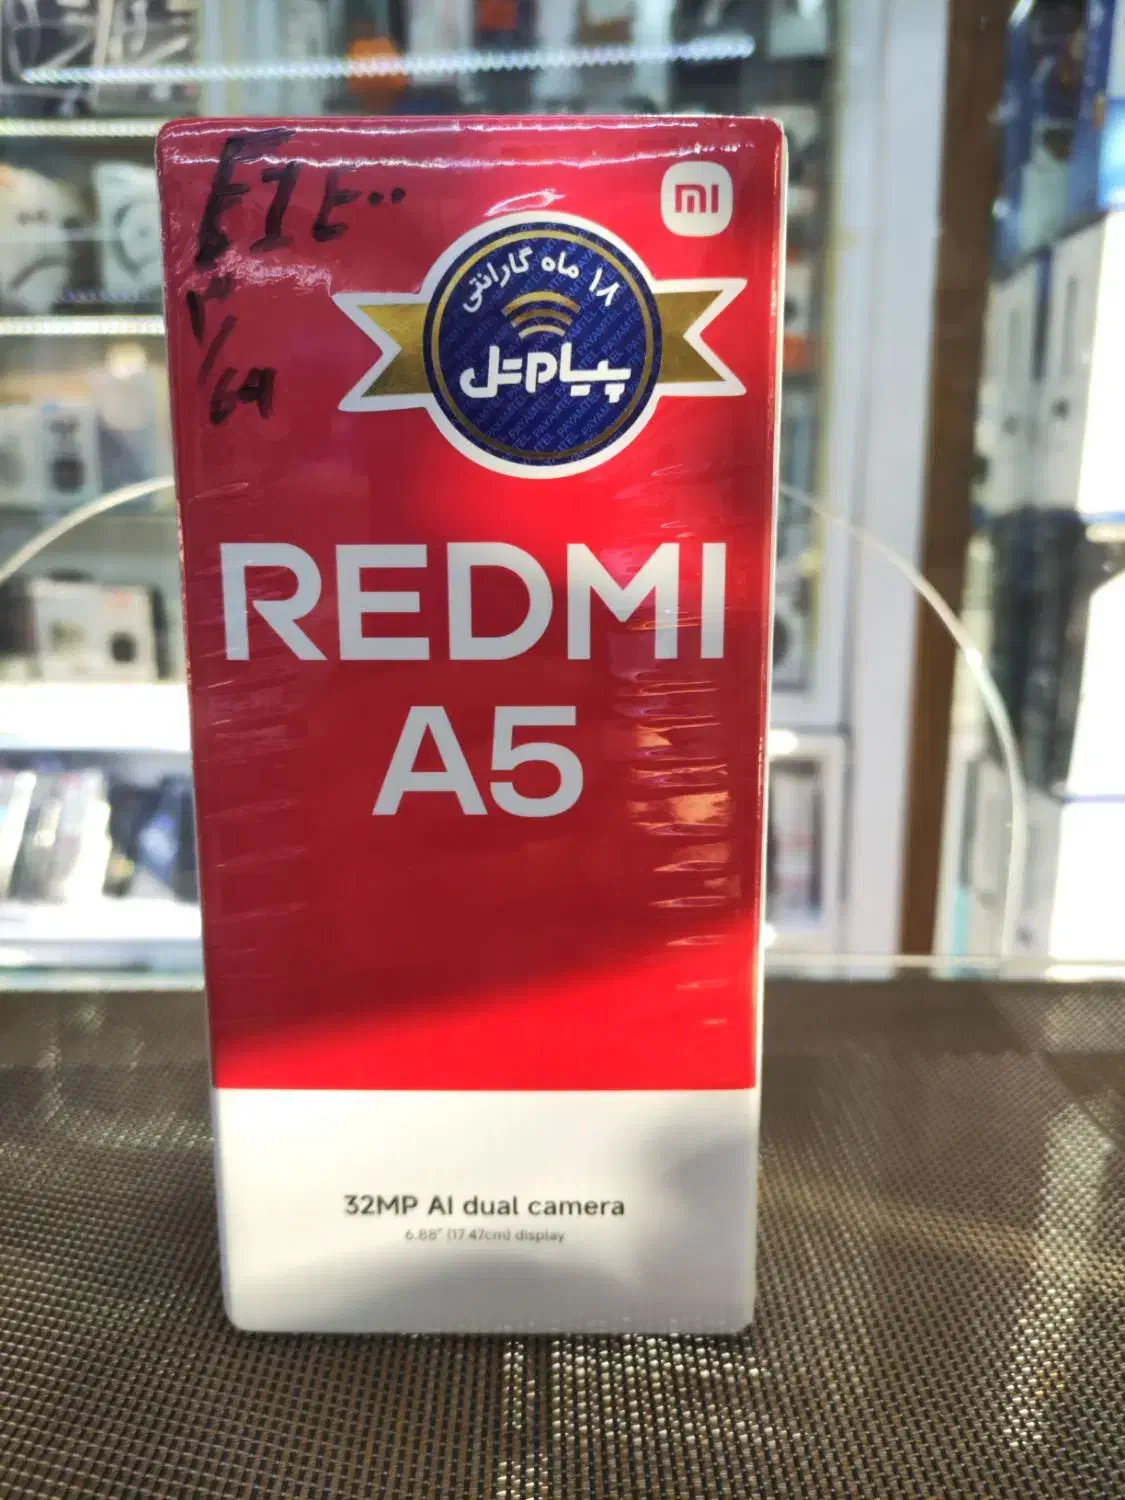 mi
۱۸ ماه گارانتی
پیام‌تل
REDMI
A5
32MP AI dual camera
6.88" (17.47cm) display